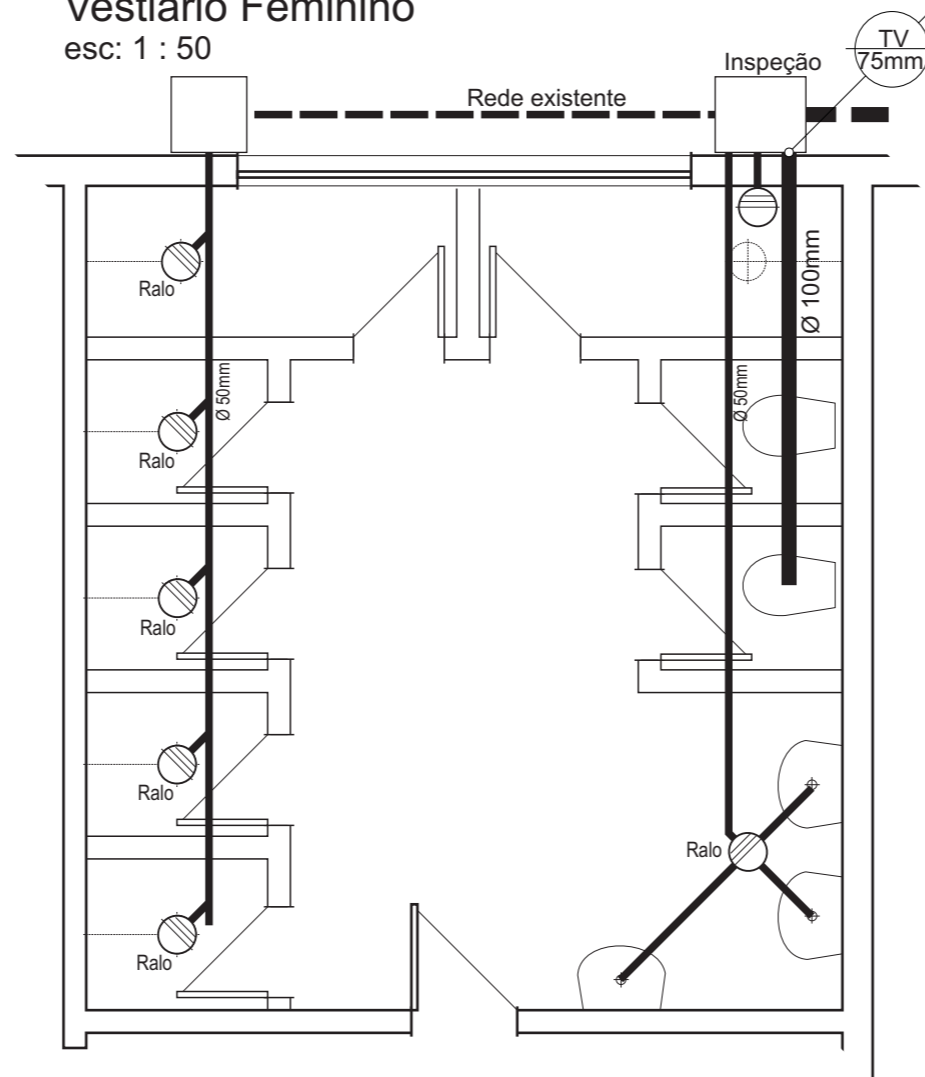 Vestiário Feminino
esc: 1 : 50
TV
75mm
Inspeção
Rede existente
Ralo
Ø 100mm
Ø 50mm
Ø 50mm
Ralo
Ralo
Ralo
Ralo
Ralo